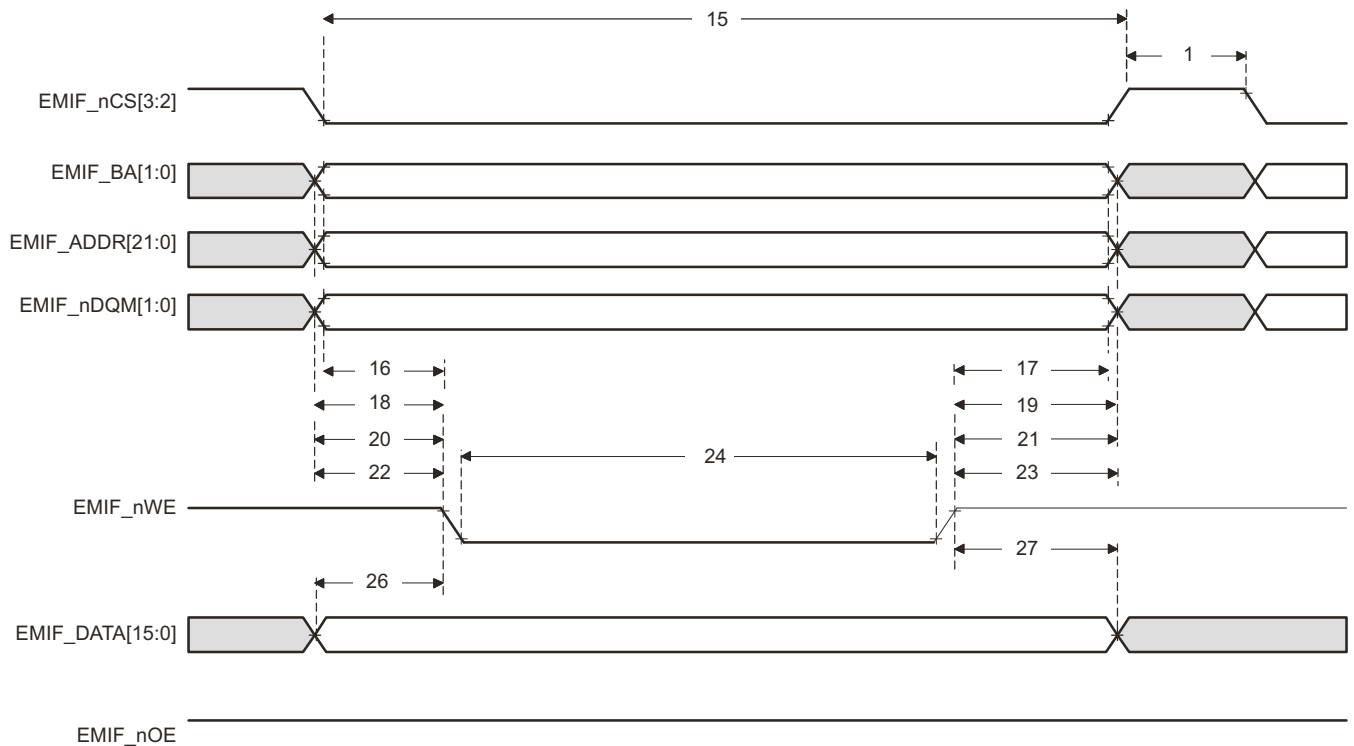 15
1
EMIF_nCS[3:2]
EMIF_BA[1:0]
EMIF_ADDR[21:0]
EMIF_nDQM[1:0]
16
17
18
19
20
21
24
22
23
EMIF_nWE
27
26
EMIF_DATA[15:0]
EMIF_nOE